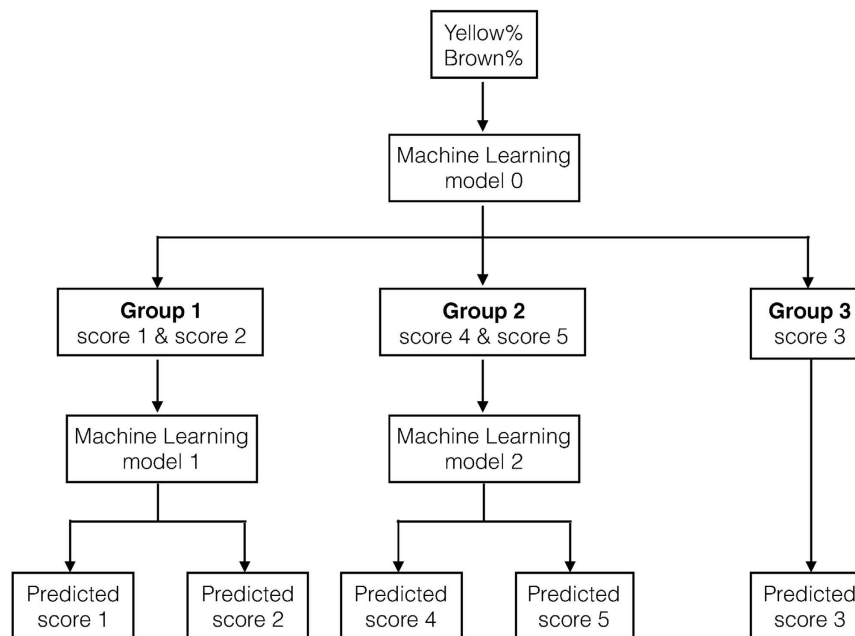 Yellow%
Brown%
Machine Learning
model 0
Group 1
score 1 & score 2
Group 2
score 4 & score 5
Group 3
score 3
Machine Learning
model 1
Machine Learning
model 2
Predicted
score 1
Predicted
score 2
Predicted
score 4
Predicted
score 5
Predicted
score 3